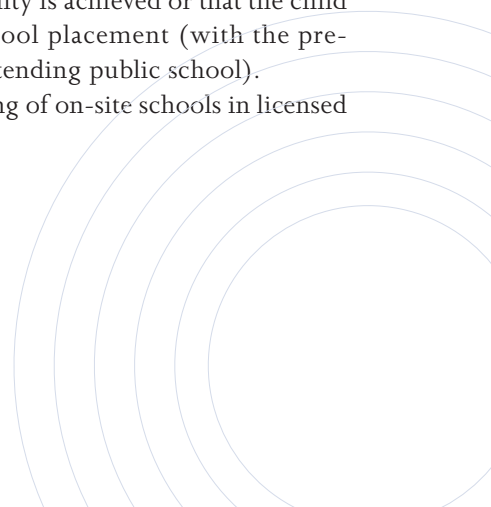 ity is achieved or that the child
ool placement (with the pre-
tending public school).
ng of on-site schools in licensed